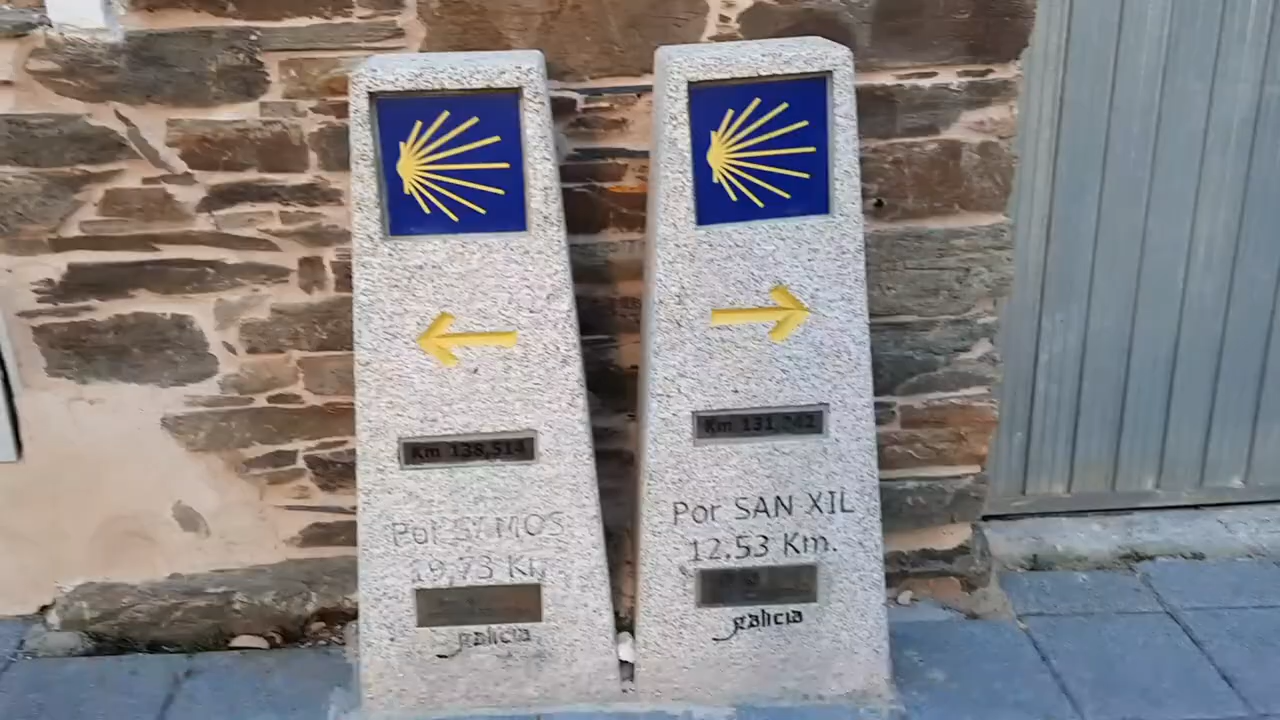 Km 138,514
Por SAMOS
19,73 Km.
galicia
Km 131,242
Por SAN XIL
12,53 Km.
galicia